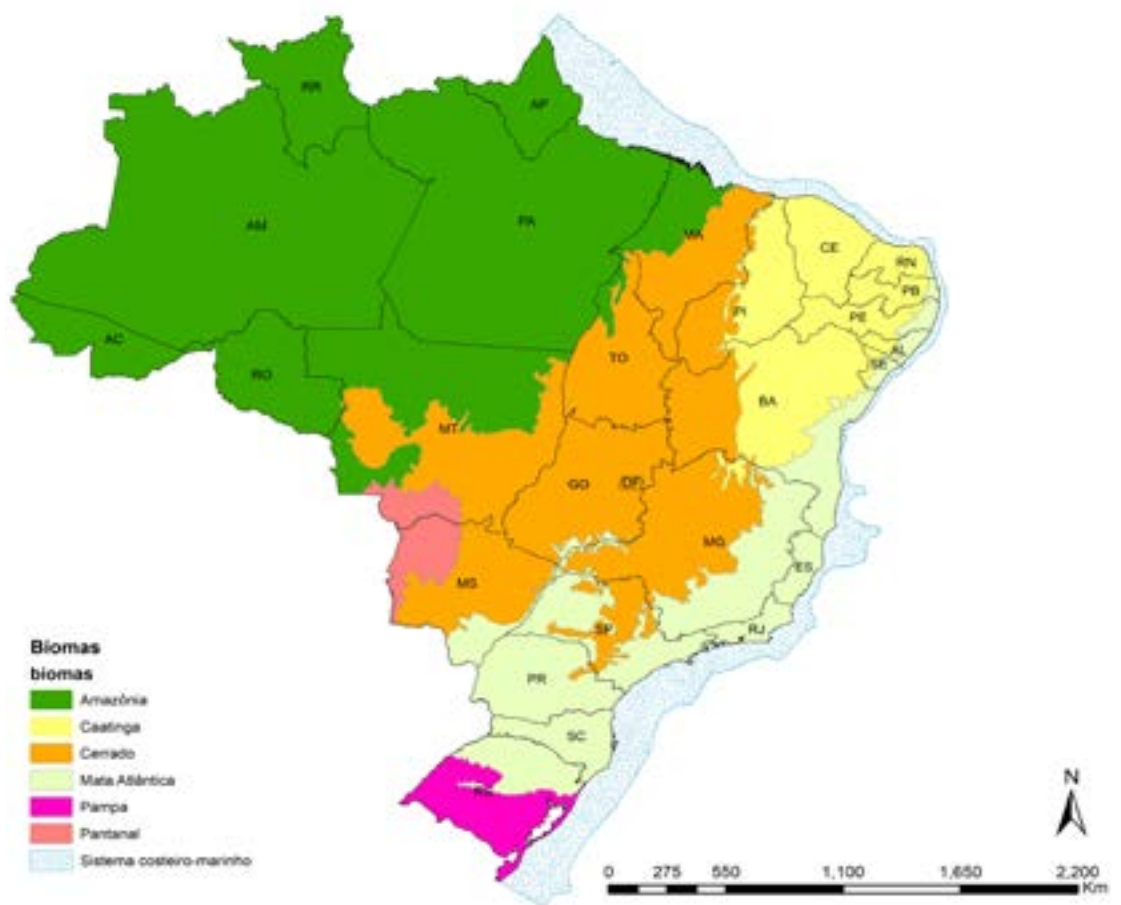 RR
AP
AM
PA
MA
CE
RN
PB
PE
PI
AL
SE
AC
RO
TO
BA
MT
GO
DF
MG
ES
MS
SP
RJ
PR
SC
RS
Biomas
biomas
Amazônia
Caatinga
Cerrado
Mata Atlântica
Pampa
Pantanal
Sistema costeiro-marinho
N
0 275 550 1,100 1,650 2,200
Km